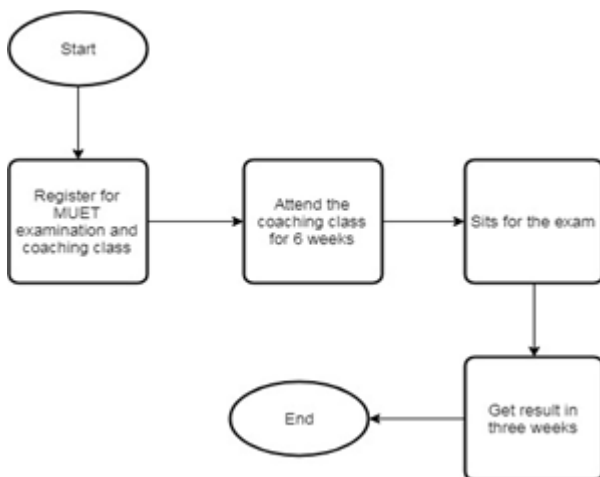 Start
Register for
MUET
examination and
coaching class
Attend the
coaching class
for 6 weeks
Sits for the exam
Get result in
three weeks
End